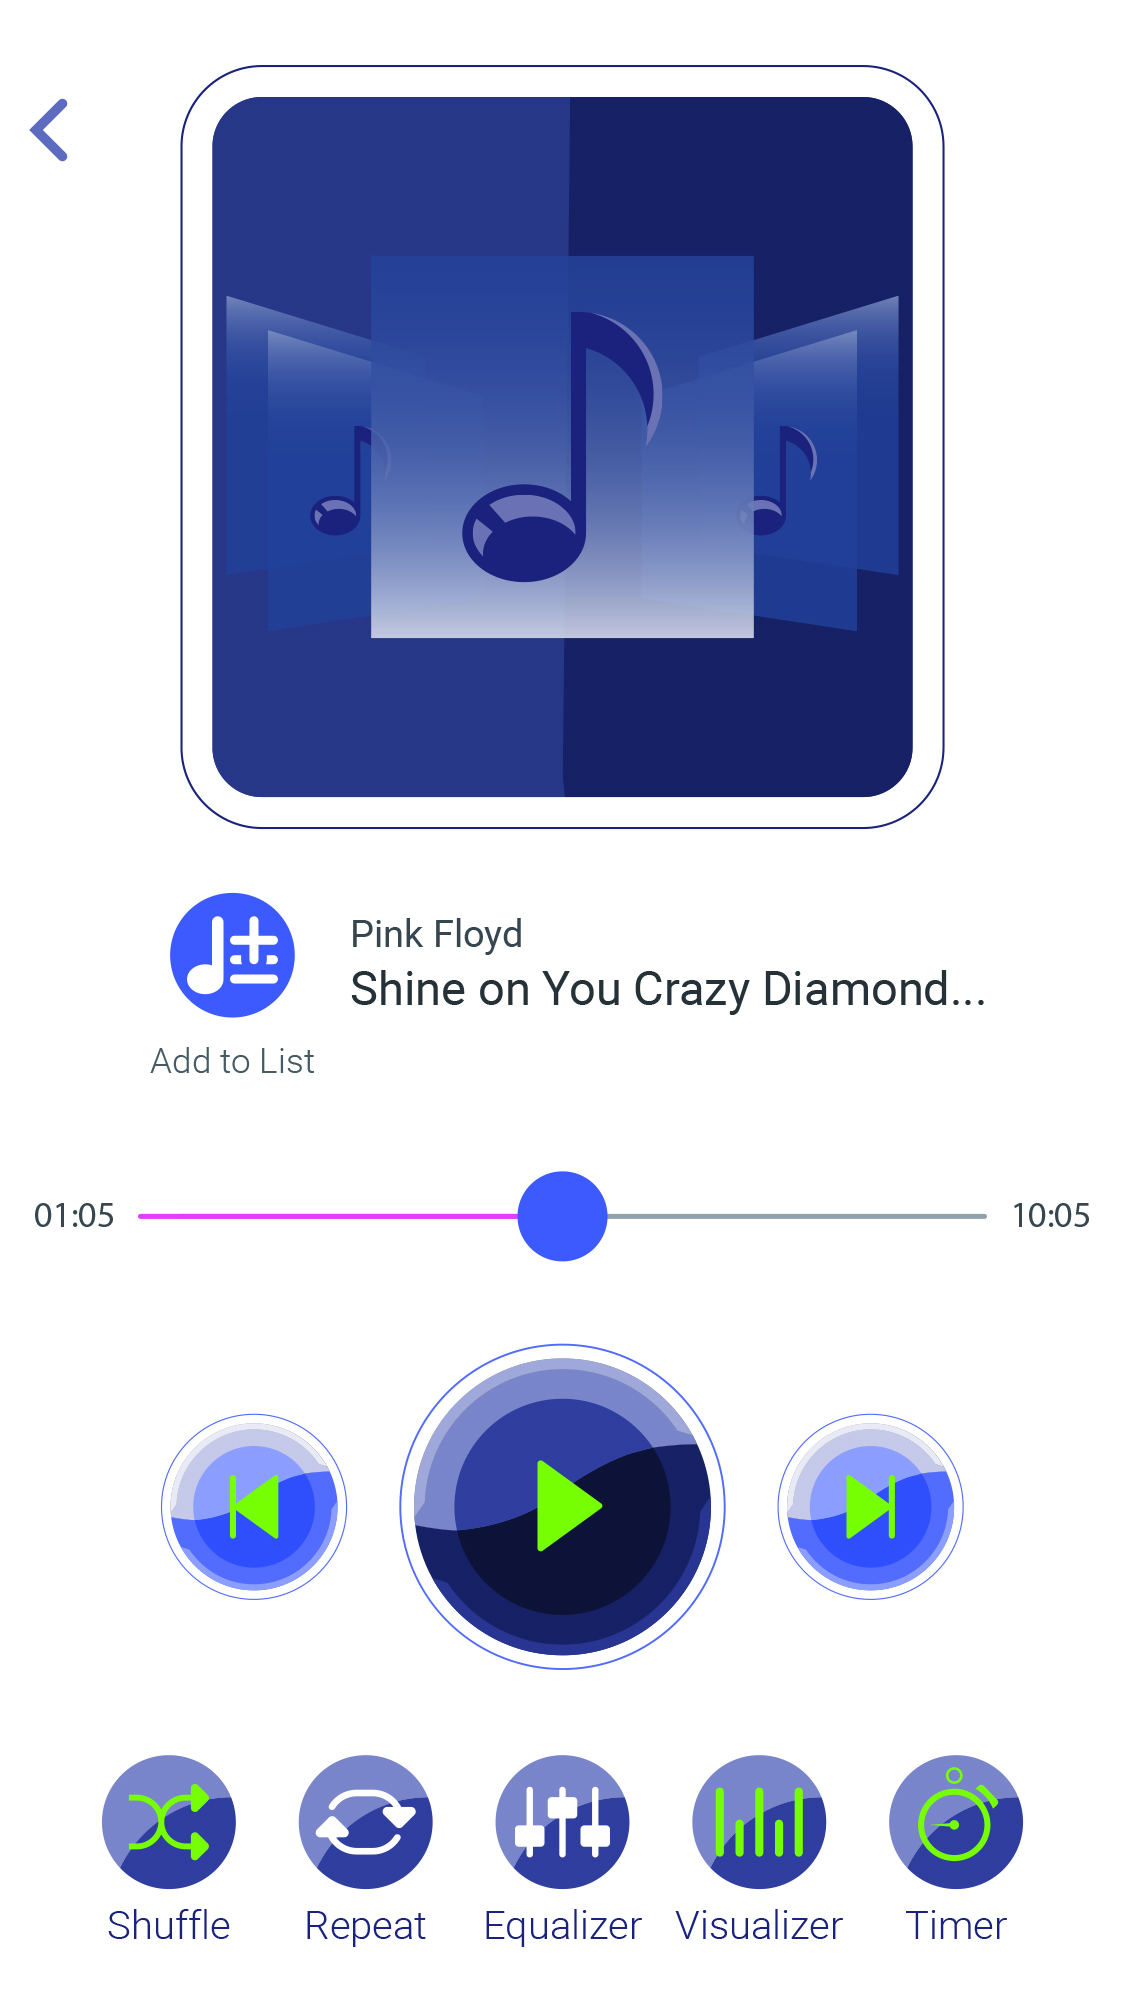 Pink Floyd
Shine on You Crazy Diamond...
Add to List
01:05
10:05
Shuffle
Repeat
Equalizer
Visualizer
Timer